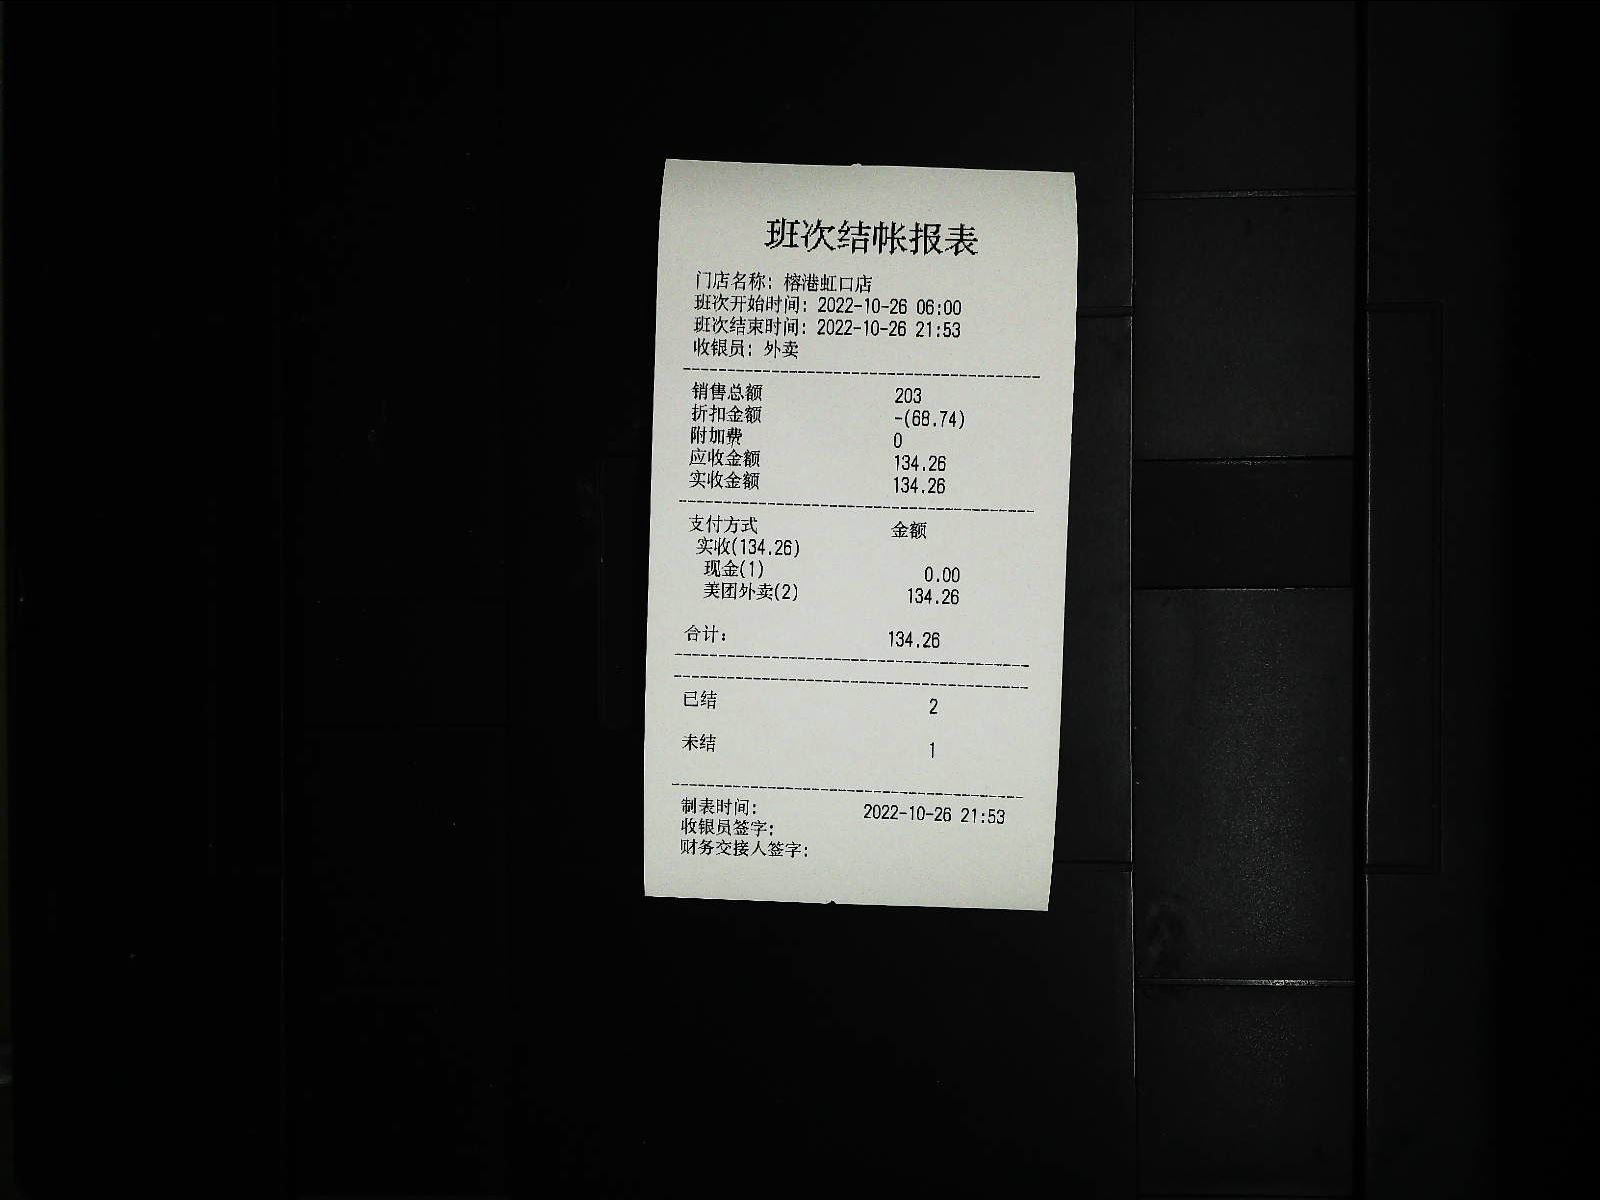 班次结帐报表
门店名称: 榕港虹口店
班次开始时间: 2022-10-26 06:00
班次结束时间: 2022-10-26 21:53
收银员: 外卖
销售总额 203
折扣金额 -(68.74)
附加费 0
应收金额 134.26
实收金额 134.26
支付方式 金额
实收(134.26)
现金(1) 0.00
美团外卖(2) 134.26
合计: 134.26
已结 2
未结 1
制表时间: 2022-10-26 21:53
收银员签字:
财务交接人签字: